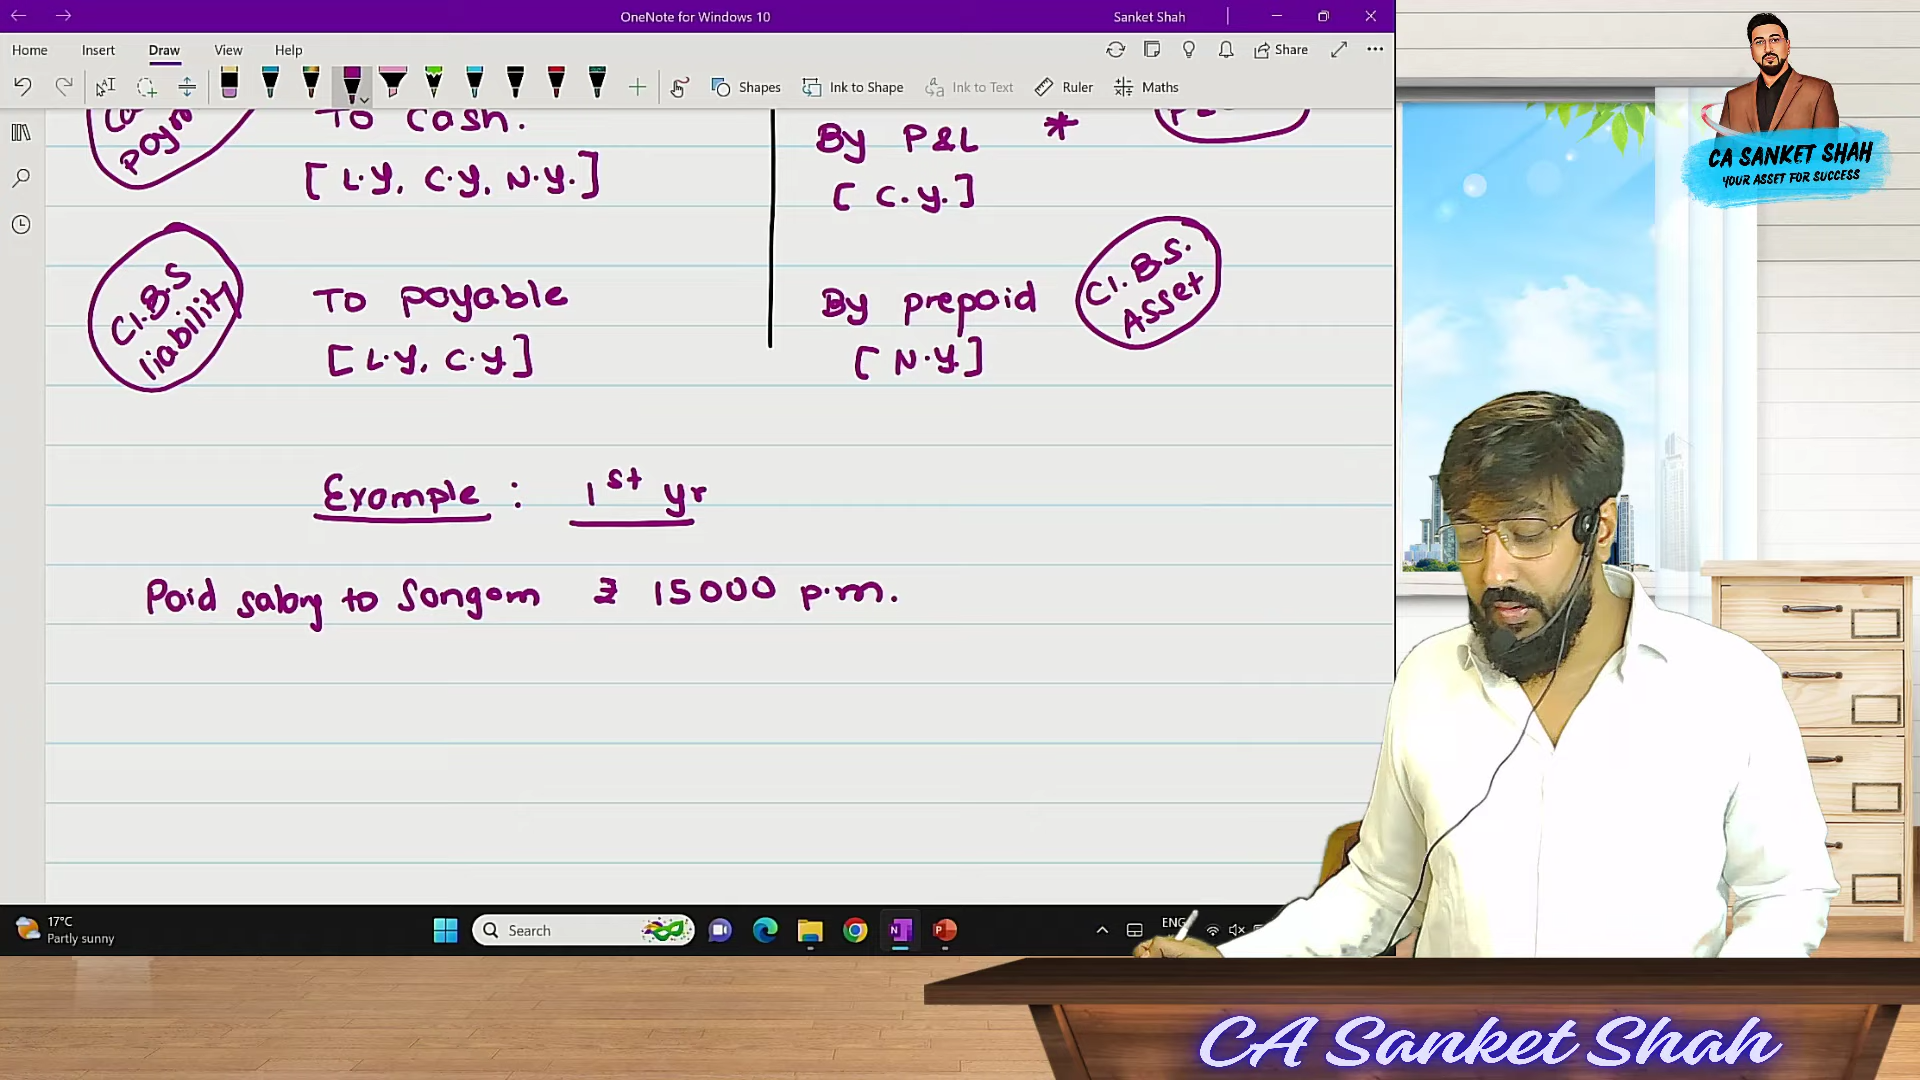 OneNote for Windows 10
Sanket Shah
Home Insert Draw View Help
Share
Shapes Ink to Shape Ink to Text Ruler Maths
To Cash.
[L.Y, C.Y, N.Y.]
By P&L *
[C.Y.]
Cl.B.S
liability
To payable
[L.Y, C.Y]
By prepaid
[N.Y]
Cl.B.S.
Asset
Example : 1st yr
Paid salary to Sangam ₹ 15000 p.m.
17°C
Partly sunny
Search
ENG
CA SANKET SHAH
YOUR ASSET FOR SUCCESS
CA Sanket Shah